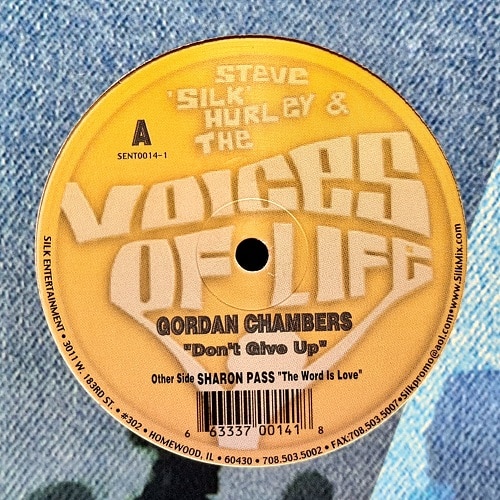 STEVE
'SILK'
HURLEY &
THE
VOICES
OF LIFE
A
SENT0014-1
GORDAN CHAMBERS
"Don't Give Up"
Other Side SHARON PASS "The Word Is Love"
6 63337 00141 8
SILK ENTERTAINMENT • 3011 W. 183RD ST. • #302 • HOMEWOOD, IL • 60430 • 708.503.5002 • FAX:708.503.5007•Silkpromo@aol.com•www.SilkMix.com